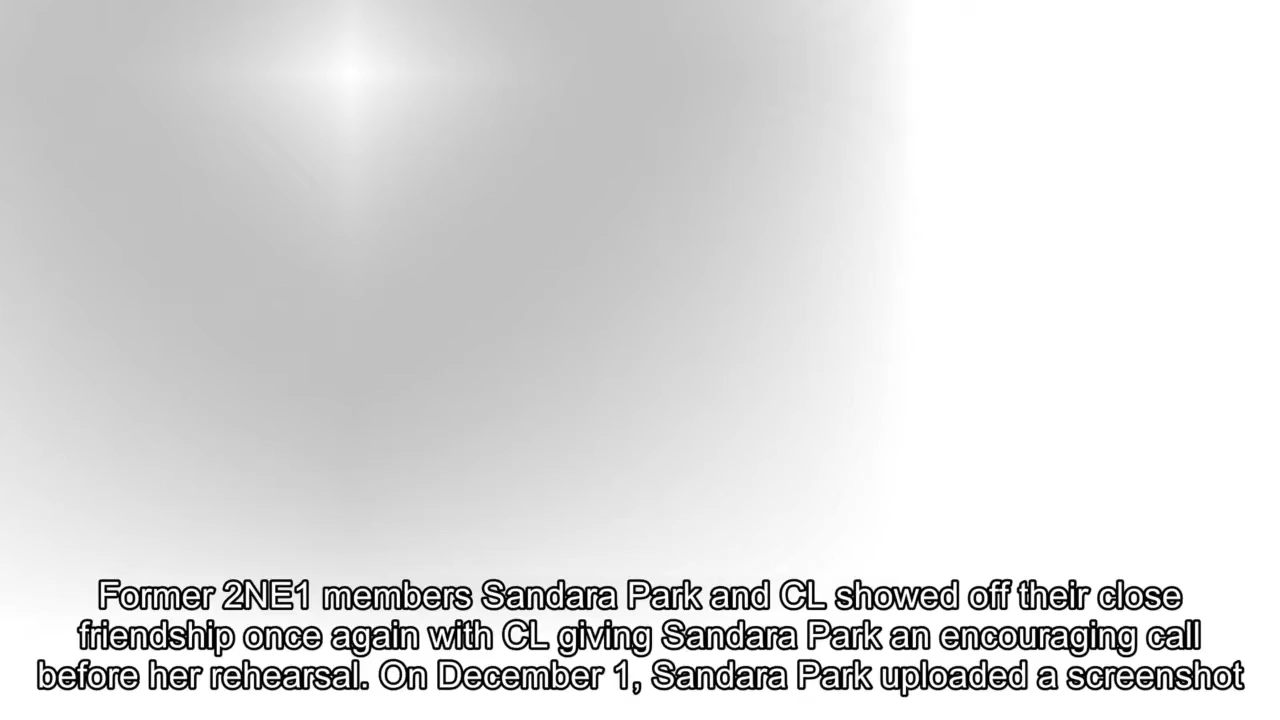 Former 2NE1 members Sandara Park and CL showed off their close
friendship once again with CL giving Sandara Park an encouraging call
before her rehearsal. On December 1, Sandara Park uploaded a screenshot